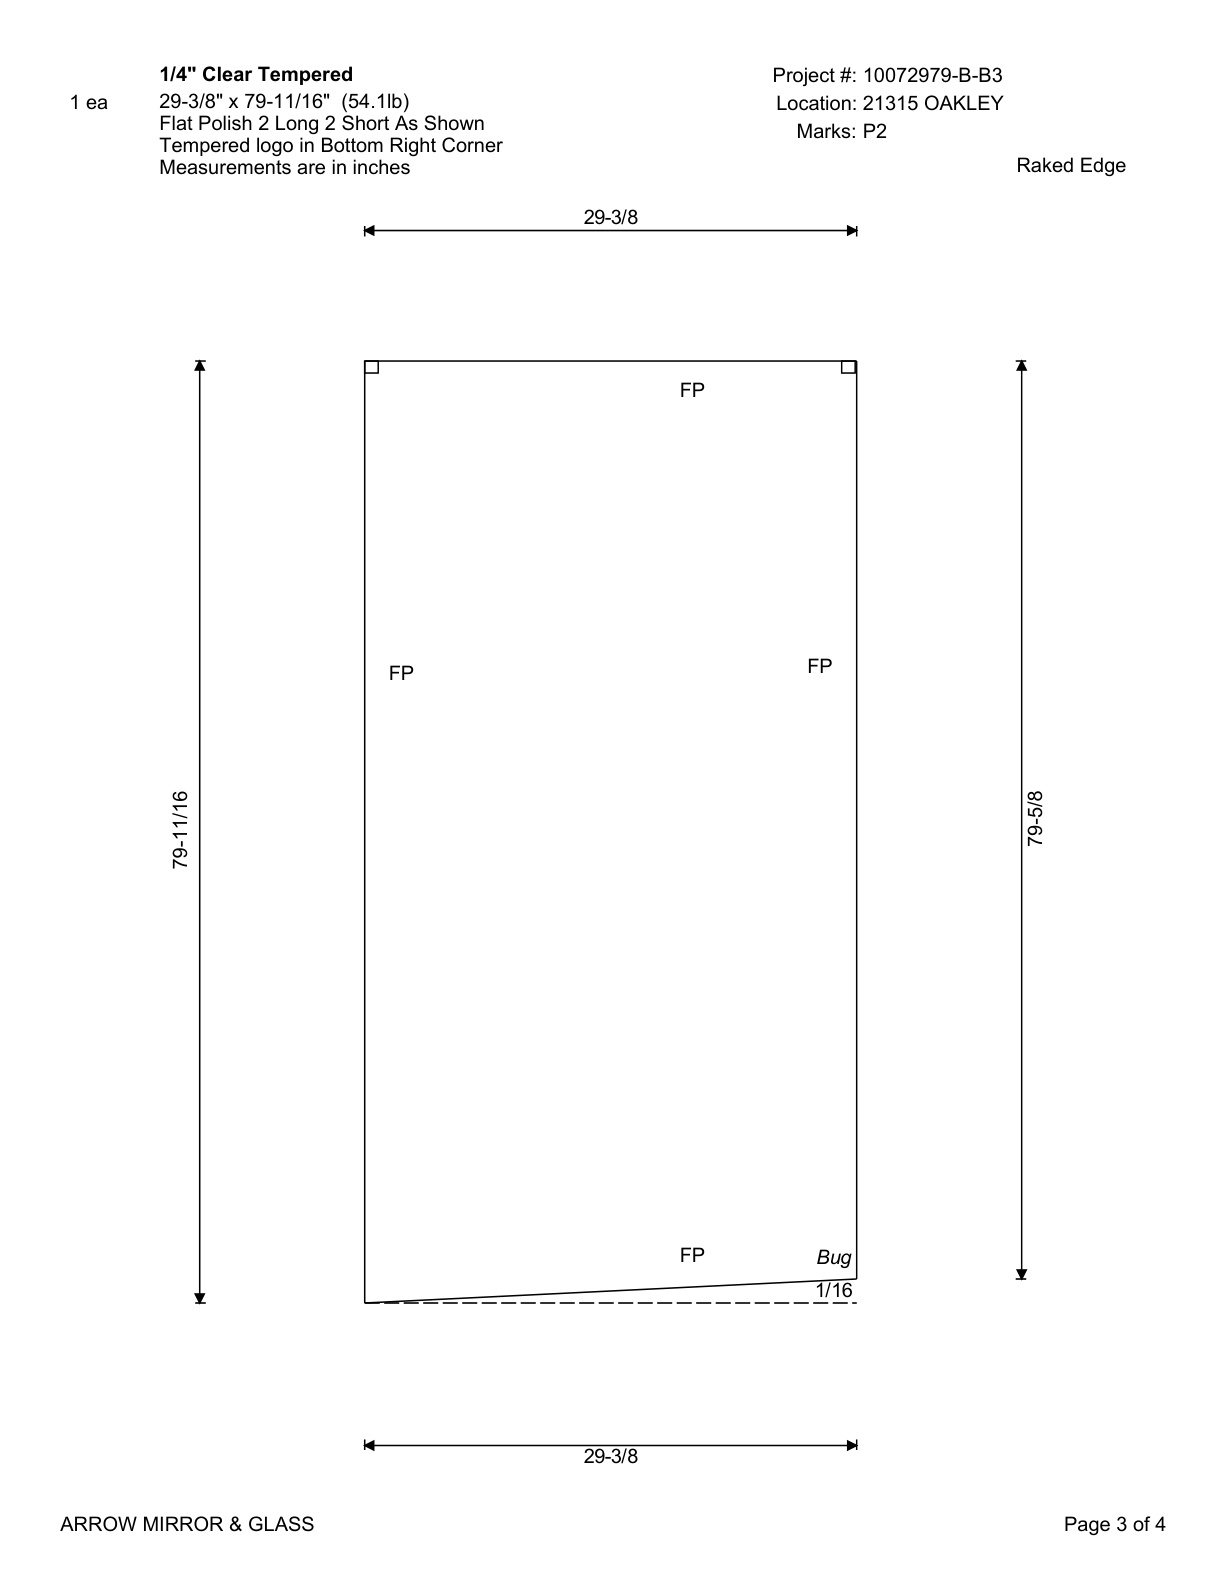 1/4" Clear Tempered
1 ea
29-3/8" x 79-11/16" (54.1lb)
Flat Polish 2 Long 2 Short As Shown
Tempered logo in Bottom Right Corner
Measurements are in inches
Project #: 10072979-B-B3
Location: 21315 OAKLEY
Marks: P2
Raked Edge
29-3/8
FP
FP
FP
79-11/16
79-5/8
FP
Bug
1/16
29-3/8
ARROW MIRROR & GLASS
Page 3 of 4